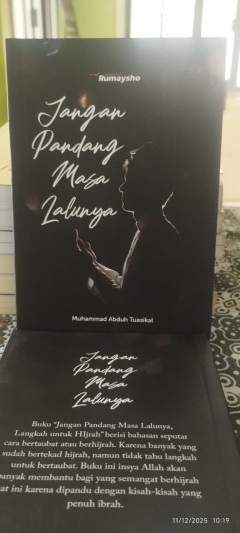 Rumaysho
Jangan
Pandang
Masa
Lalunya
Muhammad Abduh Tuasikal
Jangan
Pandang
Masa
Lalunya
Buku "Jangan Pandang Masa Lalunya,
Langkah untuk HIjrah" berisi bahasan seputar
cara bertaubat atau berhijrah. Karena banyak yang
sudah bertekad hijrah, namun tidak tahu langkah
untuk bertaubat. Buku ini insya Allah akan
banyak membantu bagi yang semangat berhijrah
at ini karena dipandu dengan kisah-kisah yang
penuh ibrah.
11/12/2025 10:19